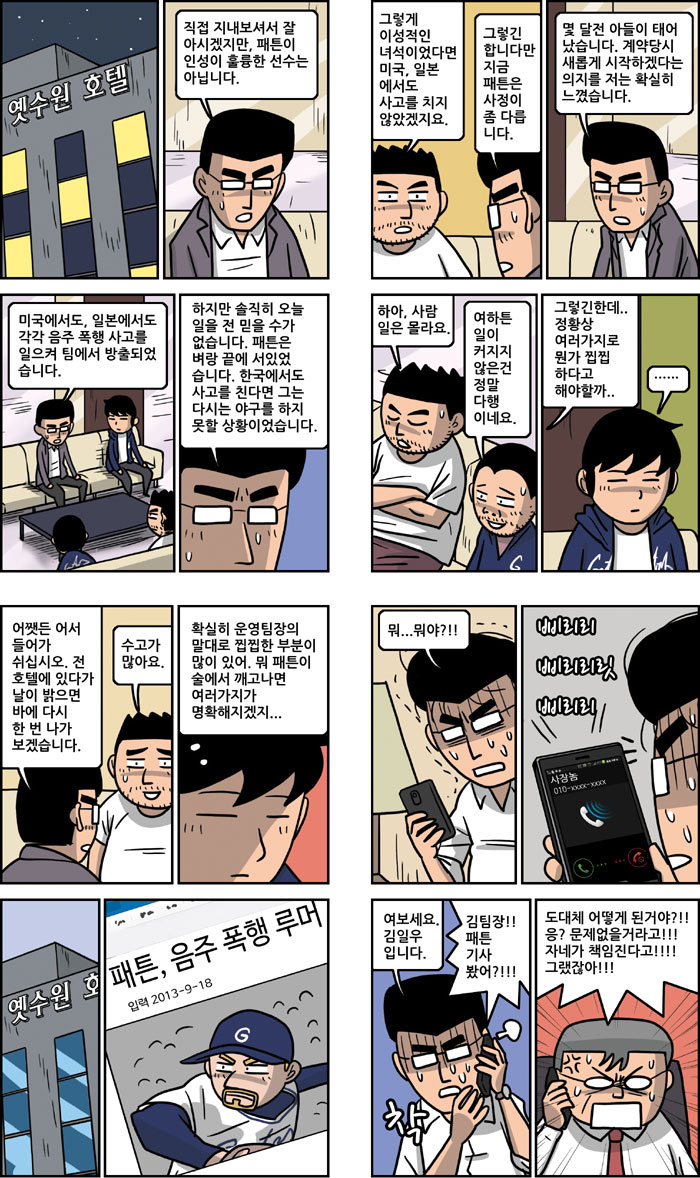 옛수원 호텔
직접 지내보셔서 잘
아시겠지만, 패튼이
인성이 훌륭한 선수는
아닙니다.
미국에서도, 일본에서도
각각 음주 폭행 사고를
일으켜 팀에서 방출되었
습니다.
하지만 솔직히 오늘
일을 전 믿을 수가
없습니다. 패튼은
벼랑 끝에 서있었
습니다. 한국에서도
사고를 친다면 그는
다시는 야구를 하지
못할 상황이었습니다.
그렇게
이성적인
녀석이었다면
미국, 일본
에서도
사고를 치지
않았겠지요.
그렇긴
합니다만
지금
패튼은
사정이
좀 다릅
니다.
몇 달전 아들이 태어
났습니다. 계약당시
새롭게 시작하겠다는
의지를 저는 확실히
느꼈습니다.
하아, 사람
일은 몰라요.
여하튼
일이
커지지
않은건
정말
다행
이네요.
그렇긴한데..
정황상
여러가지로
뭔가 찝찝
하다고
해야할까..
......
어쨋든 어서
들어가
쉬십시오. 전
호텔에 있다가
날이 밝으면
바에 다시
한 번 나가
보겠습니다.
수고가
많아요.
확실히 운영팀장의
말대로 찝찝한 부분이
많이 있어. 뭐 패튼이
술에서 깨고나면
여러가지가
명확해지겠지...
옛수원 호
패튼, 음주 폭행 루머
입력 2013-9-18
G
뭐...뭐야?!!
삐리리
삐리리릿
삐리리
사장놈
010-xxxx-xxxx
여보세요.
김일우
입니다.
김팀장!!
패튼
기사
봤어?!!!
착
도대체 어떻게 된거야?!!
응? 문제없을거라고!!!
자네가 책임진다고!!!!
그랬잖아!!!